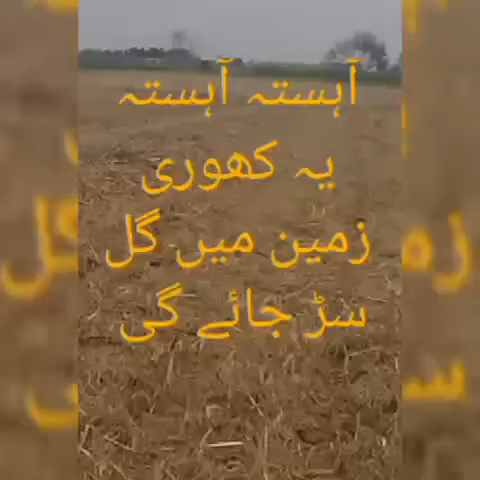 آہستہ آہستہ
یہ کھوری
زمین میں گل
سڑ جائے گی